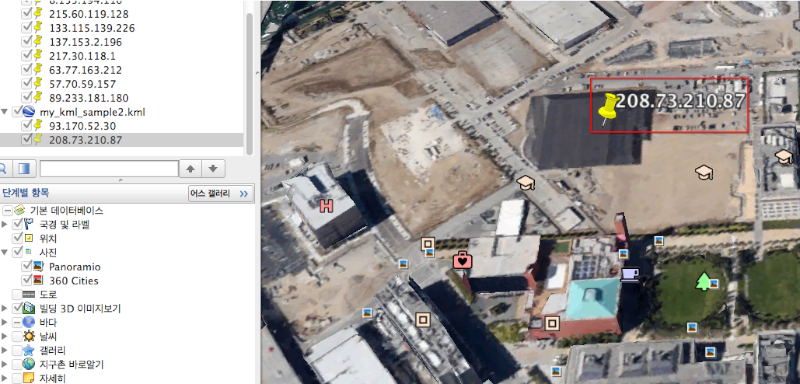 215.60.119.128
133.115.139.226
137.153.2.196
217.30.118.1
63.77.163.212
57.70.59.157
89.233.181.180
my_kml_sample2.kml
93.170.52.30
208.73.210.87
단계별 항목
어스 갤러리 >>
기본 데이터베이스
국경 및 라벨
위치
사진
Panoramio
360 Cities
도로
빌딩 3D 이미지보기
바다
날씨
갤러리
지구촌 바로알기
자세히
208.73.210.87
H